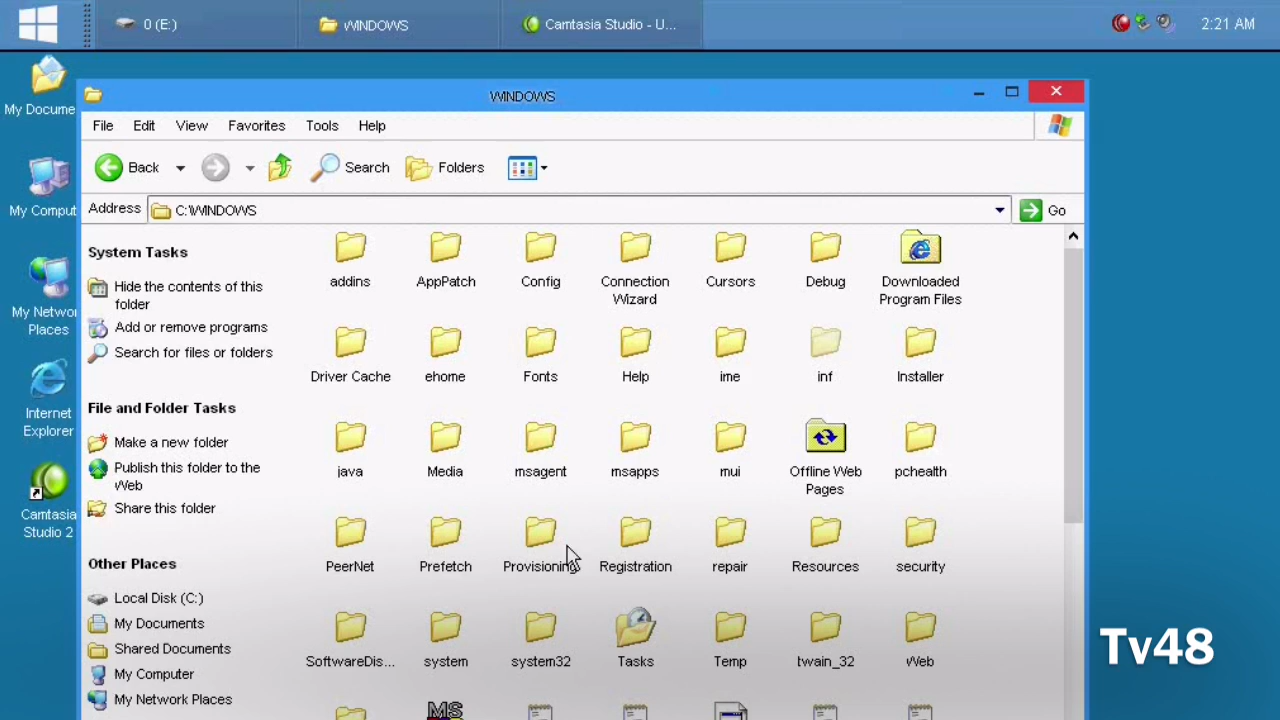 0 (E:)
WINDOWS
Camtasia Studio - U...
2:21 AM
My Docume
My Comput
My Networ
Places
Internet
Explorer
Camtasia
Studio 2
WINDOWS
File Edit View Favorites Tools Help
Back Search Folders
Address C:\WINDOWS Go
System Tasks
Hide the contents of this
folder
Add or remove programs
Search for files or folders
File and Folder Tasks
Make a new folder
Publish this folder to the
Web
Share this folder
Other Places
Local Disk (C:)
My Documents
Shared Documents
My Computer
My Network Places
addins AppPatch Config Connection Cursors Debug Downloaded
Wizard Program Files
Driver Cache ehome Fonts Help ime inf Installer
java Media msagent msapps mui Offline Web pchealth
Pages
PeerNet Prefetch Provisioning Registration repair Resources security
SoftwareDis... system system32 Tasks Temp twain_32 Web
MS
Tv48